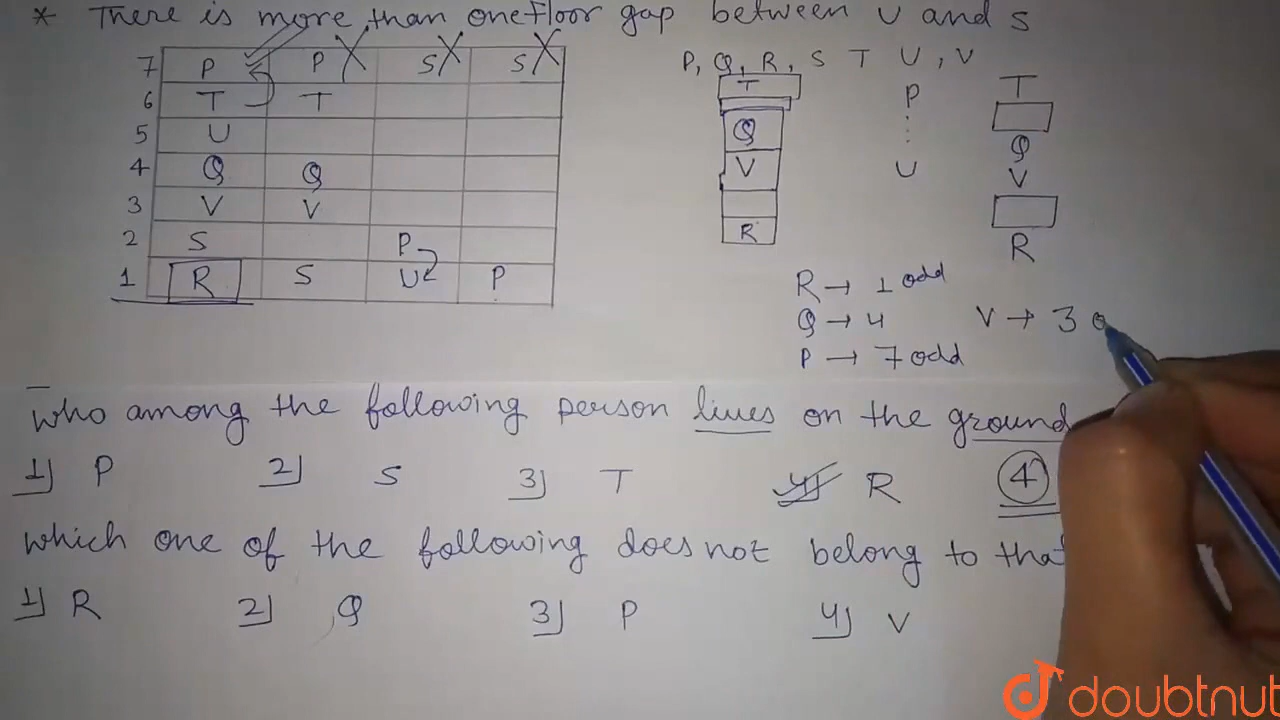 * There is more than one floor gap between U and S
7 P P S S
6 T T
5 U
4 Q Q
3 V V
2 S P
1 R S U P
P, Q, R, S T U, V
T
Q
V
R
P
U
T
Q
V
R
R → 1 odd
Q → 4
P → 7 odd
V → 3 o
who among the following person lives on the ground
1) P 2) S 3) T 4) R 4
which one of the following does not belong to that
1) R 2) Q 3) P 4) V
doubtnut